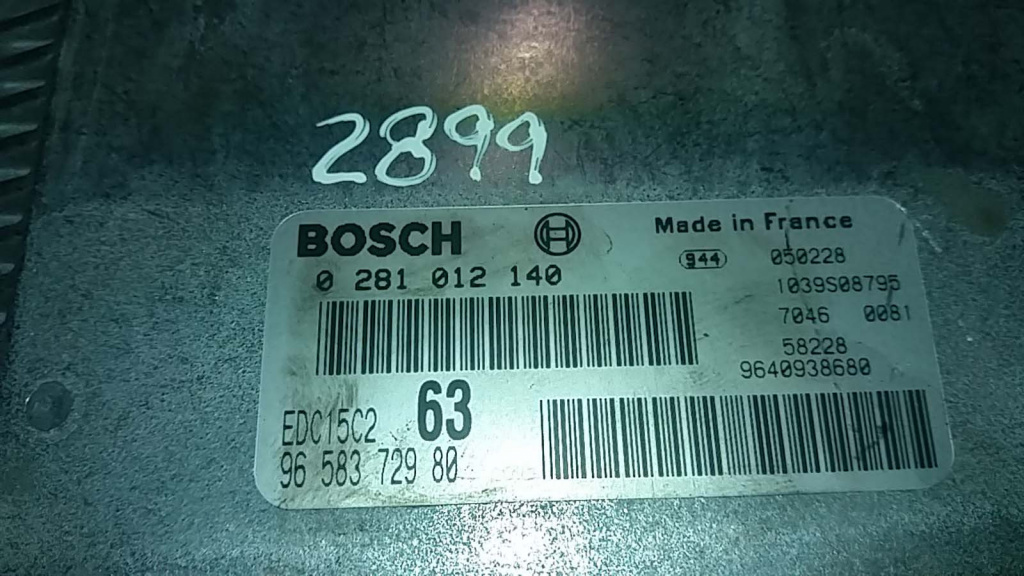 2899
BOSCH
Made in France
0 281 012 140
944 050228
1039S08795
7046 0081
58228
9640938680
EDC15C2 63
96 583 729 80